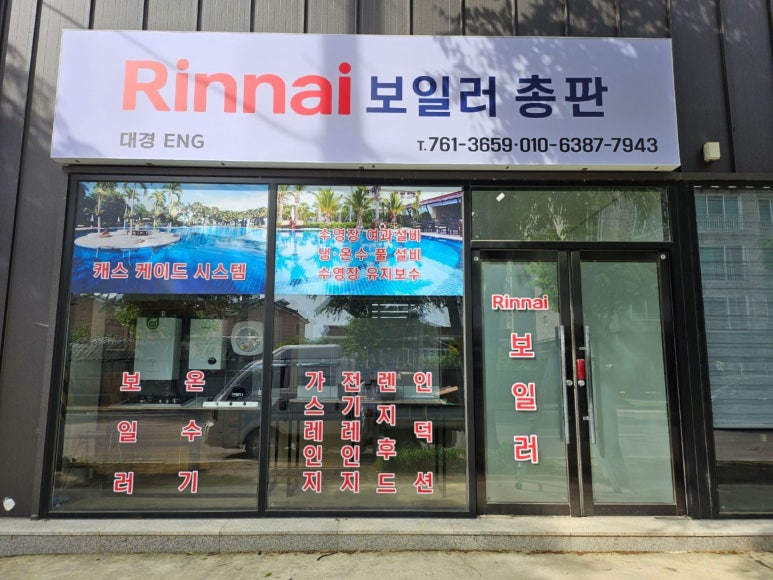 Rinnai 보일러 총판
대경 ENG
T. 761-3659·010-6387-7943
캐스 케이드 시스템
수영장 여과설비
냉·온수 풀 설비
수영장 유지보수
보일러
온수기
가스레인지
전기레인지
렌지후드
인덕션
Rinnai
보일러